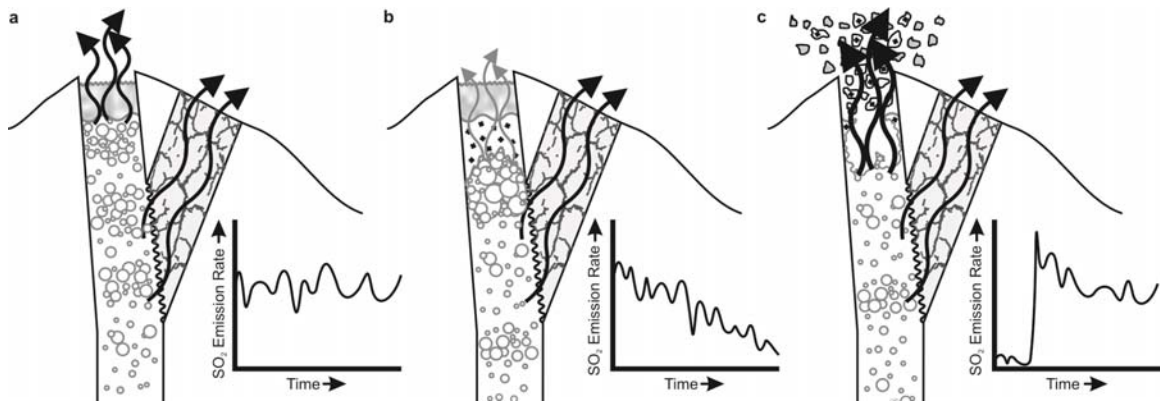 a
b
c
SO₂ Emission Rate
Time
SO₂ Emission Rate
Time
SO₂ Emission Rate
Time